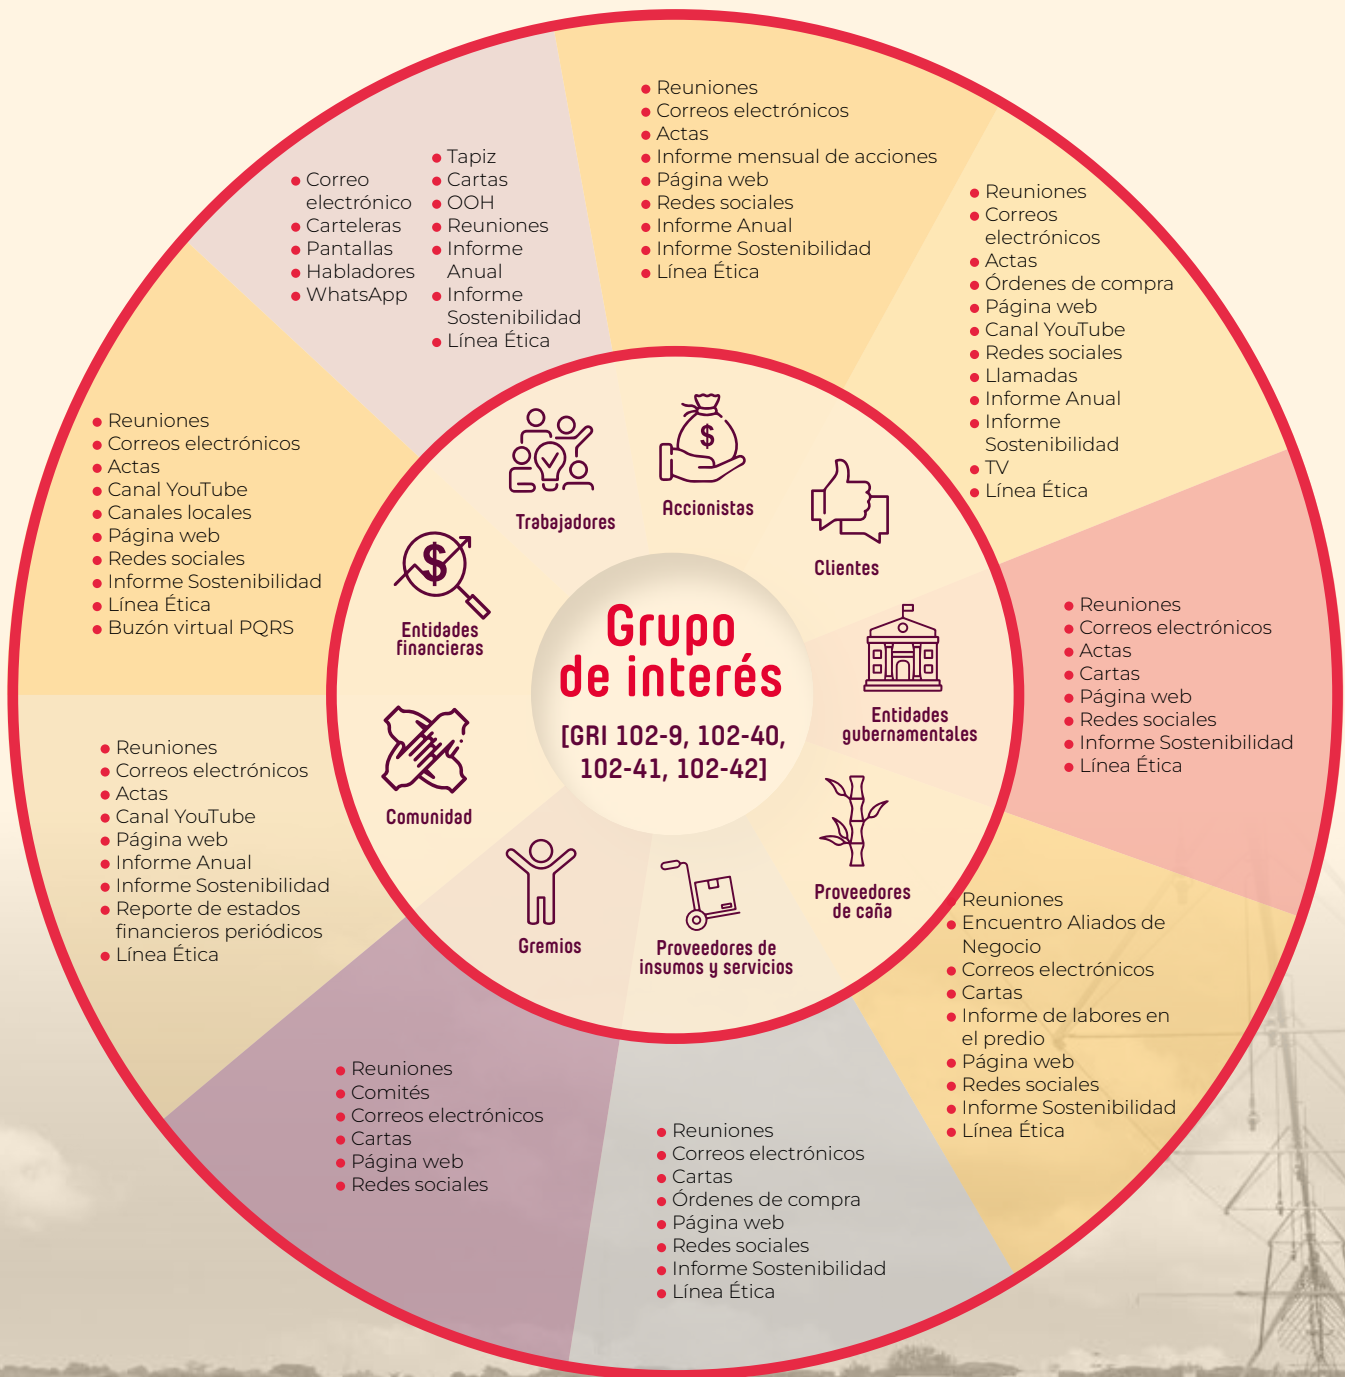 Reuniones
Correos electrónicos
Actas
Informe mensual de acciones
Página web
Redes sociales
Informe Anual
Informe Sostenibilidad
Línea Ética
Correo
electrónico
Carteleras
Pantallas
Habladores
WhatsApp
Tapiz
Cartas
OOH
Reuniones
Informe
Anual
Informe
Sostenibilidad
Línea Ética
Reuniones
Correos
electrónicos
Actas
Órdenes de compra
Página web
Canal YouTube
Redes sociales
Llamadas
Informe Anual
Informe
Sostenibilidad
TV
Línea Ética
Reuniones
Correos electrónicos
Actas
Canal YouTube
Canales locales
Página web
Redes sociales
Informe Sostenibilidad
Línea Ética
Buzón virtual PQRS
Trabajadores
Accionistas
Clientes
Entidades
financieras
Grupo
de interés
[GRI 102-9, 102-40,
102-41, 102-42]
Entidades
gubernamentales
Comunidad
Gremios
Proveedores de
insumos y servicios
Proveedores
de caña
Reuniones
Correos electrónicos
Actas
Cartas
Página web
Redes sociales
Informe Sostenibilidad
Línea Ética
Reuniones
Correos electrónicos
Actas
Canal YouTube
Página web
Informe Anual
Informe Sostenibilidad
Reporte de estados
financieros periódicos
Línea Ética
Reuniones
Encuentro Aliados de
Negocio
Correos electrónicos
Cartas
Informe de labores en
el predio
Página web
Redes sociales
Informe Sostenibilidad
Línea Ética
Reuniones
Comités
Correos electrónicos
Cartas
Página web
Redes sociales
Reuniones
Correos electrónicos
Cartas
Órdenes de compra
Página web
Redes sociales
Informe Sostenibilidad
Línea Ética